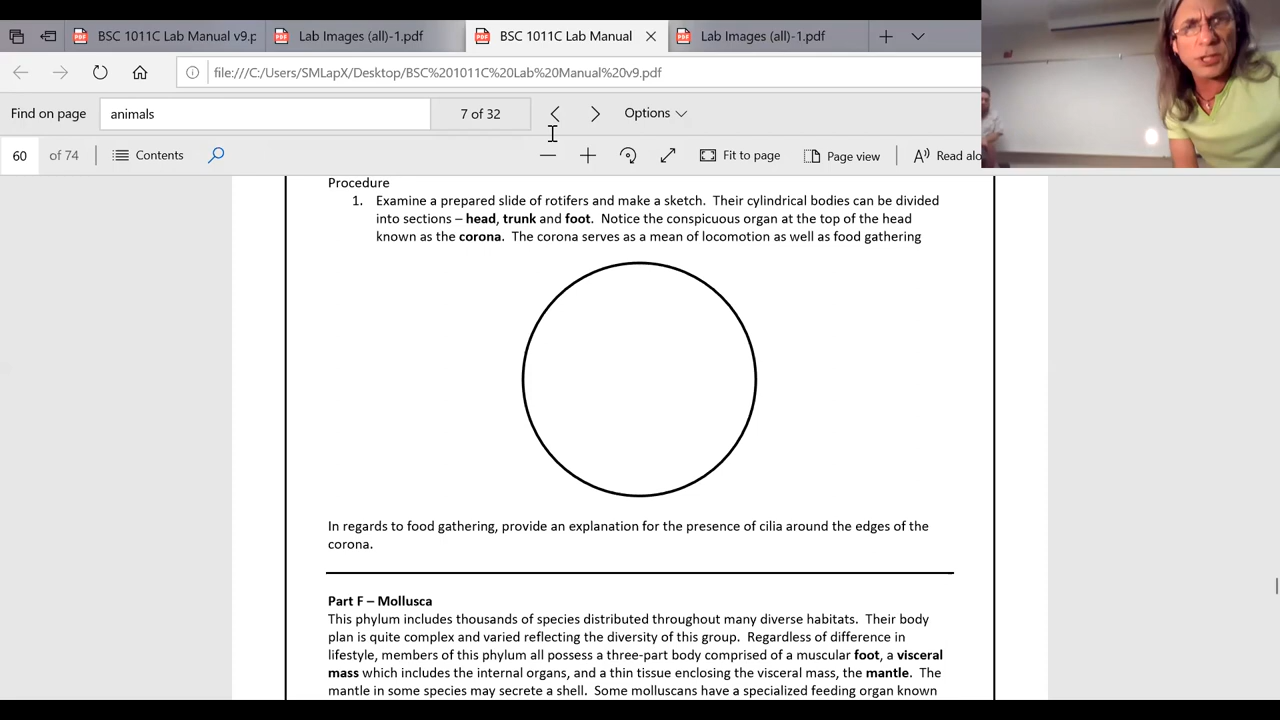 BSC 1011C Lab Manual v9.p
Lab Images (all)-1.pdf
BSC 1011C Lab Manual
Lab Images (all)-1.pdf
file:///C:/Users/SMLapX/Desktop/BSC%201011C%20Lab%20Manual%20v9.pdf
Find on page
animals
7 of 32
Options
60 of 74
Contents
Fit to page
Page view
Read alo
Procedure
1. Examine a prepared slide of rotifers and make a sketch. Their cylindrical bodies can be divided
into sections – head, trunk and foot. Notice the conspicuous organ at the top of the head
known as the corona. The corona serves as a mean of locomotion as well as food gathering
In regards to food gathering, provide an explanation for the presence of cilia around the edges of the
corona.
Part F – Mollusca
This phylum includes thousands of species distributed throughout many diverse habitats. Their body
plan is quite complex and varied reflecting the diversity of this group. Regardless of difference in
lifestyle, members of this phylum all possess a three-part body comprised of a muscular foot, a visceral
mass which includes the internal organs, and a thin tissue enclosing the visceral mass, the mantle. The
mantle in some species may secrete a shell. Some molluscans have a specialized feeding organ known